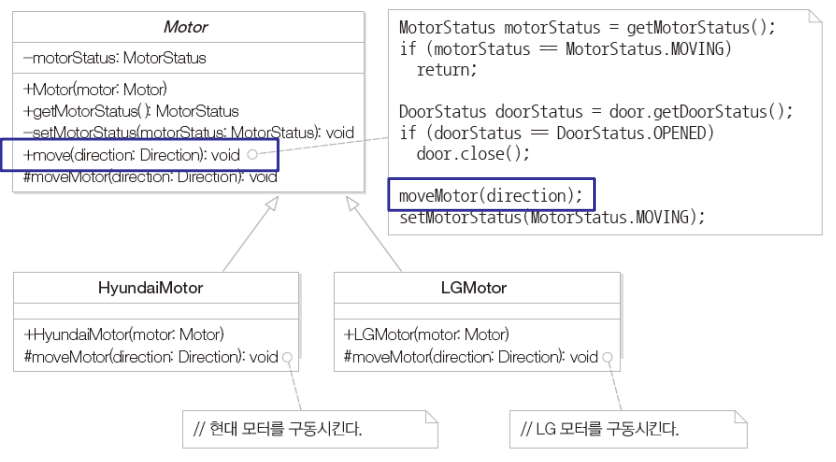 Motor
-motorStatus: MotorStatus
+Motor(motor: Motor)
+getMotorStatus( ): MotorStatus
-setMotorStatus(motorStatus: MotorStatus): void
+move(direction: Direction): void
#moveMotor(direction: Direction): void
MotorStatus motorStatus = getMotorStatus();
if (motorStatus == MotorStatus.MOVING)
return;
DoorStatus doorStatus = door.getDoorStatus();
if (doorStatus == DoorStatus.OPENED)
door.close();
moveMotor(direction);
setMotorStatus(MotorStatus.MOVING);
HyundaiMotor
+HyundaiMotor(motor: Motor)
#moveMotor(direction: Direction): void
LGMotor
+LGMotor(motor: Motor)
#moveMotor(direction: Direction): void
// 현대 모터를 구동시킨다.
// LG 모터를 구동시킨다.